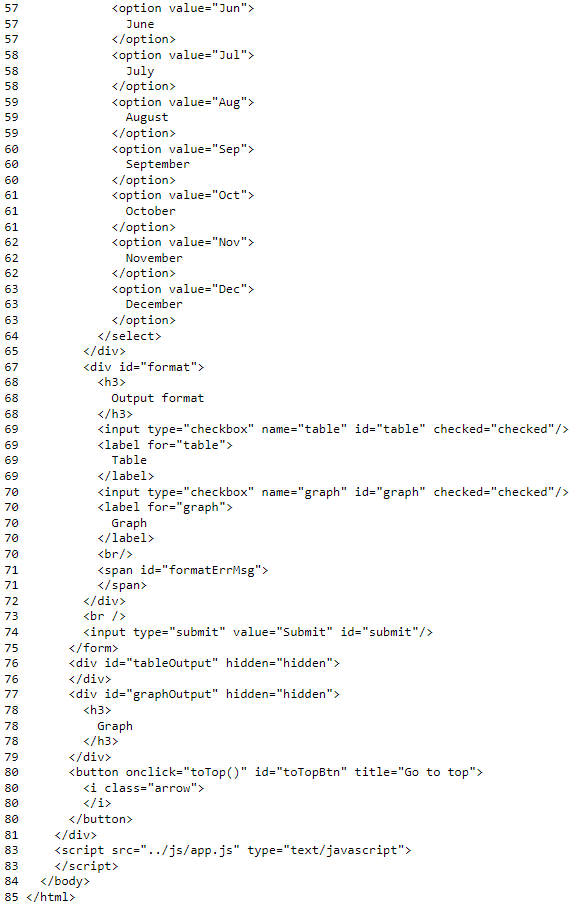 57             <option value="Jun">
57               June
57             </option>
58             <option value="Jul">
58               July
58             </option>
59             <option value="Aug">
59               August
59             </option>
60             <option value="Sep">
60               September
60             </option>
61             <option value="Oct">
61               October
61             </option>
62             <option value="Nov">
62               November
62             </option>
63             <option value="Dec">
63               December
63             </option>
64           </select>
65         </div>
67         <div id="format">
68           <h3>
68             Output format
68           </h3>
69           <input type="checkbox" name="table" id="table" checked="checked"/>
69           <label for="table">
69             Table
69           </label>
70           <input type="checkbox" name="graph" id="graph" checked="checked"/>
70           <label for="graph">
70             Graph
70           </label>
70           <br/>
71           <span id="formatErrMsg">
71           </span>
72         </div>
73         <br />
74         <input type="submit" value="Submit" id="submit"/>
75       </form>
76       <div id="tableOutput" hidden="hidden">
76       </div>
77       <div id="graphOutput" hidden="hidden">
78         <h3>
78           Graph
78         </h3>
79       </div>
80       <button onclick="toTop()" id="toTopBtn" title="Go to top">
80         <i class="arrow">
80         </i>
80       </button>
81     </div>
83     <script src="../js/app.js" type="text/javascript">
83     </script>
84   </body>
85 </html>